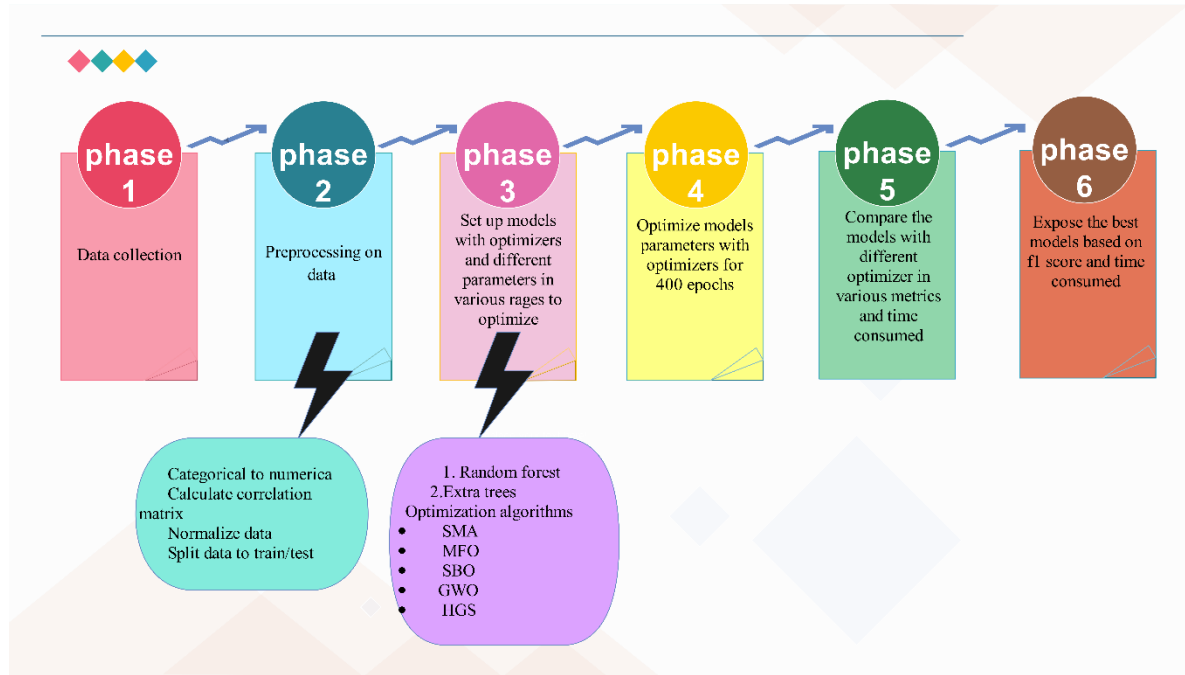 phase
1
Data collection
phase
2
Preprocessing on
data
phase
3
Set up models
with optimizers
and different
parameters in
various rages to
optimize
phase
4
Optimize models
parameters with
optimizers for
400 epochs
phase
5
Compare the
models with
different
optimizer in
various metrics
and time
consumed
phase
6
Expose the best
models based on
f1 score and time
consumed
Categorical to numerica
Calculate correlation
matrix
Normalize data
Split data to train/test
1. Random forest
2.Extra trees
Optimization algorithms
• SMA
• MFO
• SBO
• GWO
• HGS